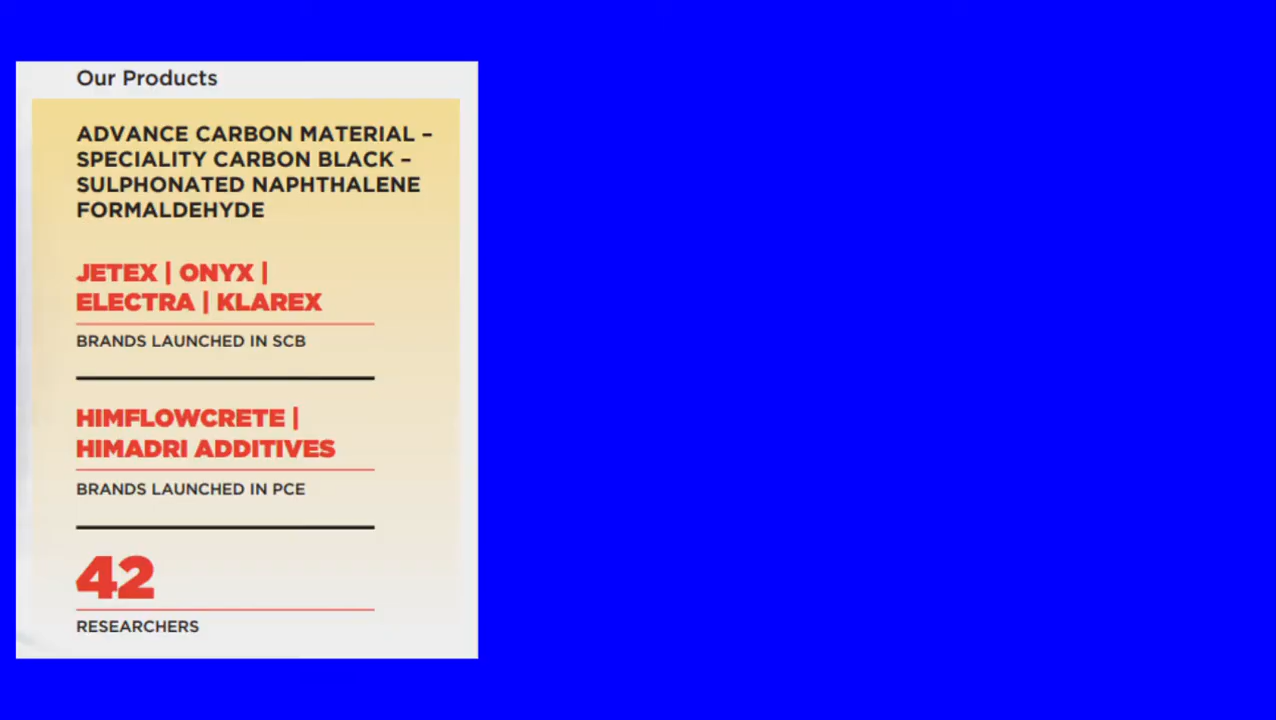 Our Products
ADVANCE CARBON MATERIAL –
SPECIALITY CARBON BLACK –
SULPHONATED NAPHTHALENE
FORMALDEHYDE
JETEX | ONYX |
ELECTRA | KLAREX
BRANDS LAUNCHED IN SCB
HIMFLOWCRETE |
HIMADRI ADDITIVES
BRANDS LAUNCHED IN PCE
42
RESEARCHERS